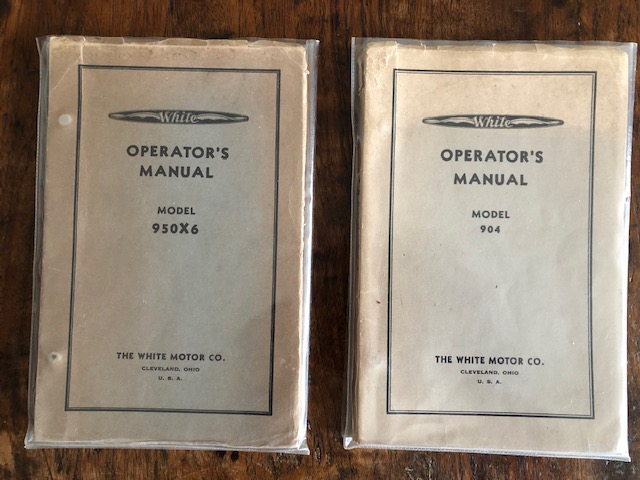 White
OPERATOR'S
MANUAL
MODEL
950X6
THE WHITE MOTOR CO.
CLEVELAND, OHIO
U. S. A.
White
OPERATOR'S
MANUAL
MODEL
904
THE WHITE MOTOR CO.
CLEVELAND, OHIO
U. S. A.